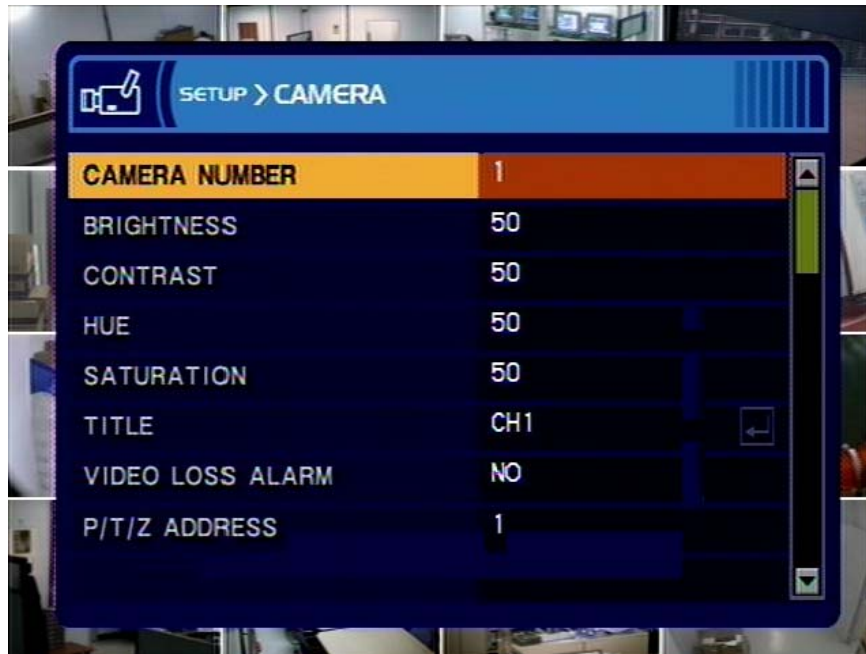 SETUP > CAMERA
CAMERA NUMBER 1
BRIGHTNESS 50
CONTRAST 50
HUE 50
SATURATION 50
TITLE CH1
VIDEO LOSS ALARM NO
P/T/Z ADDRESS 1